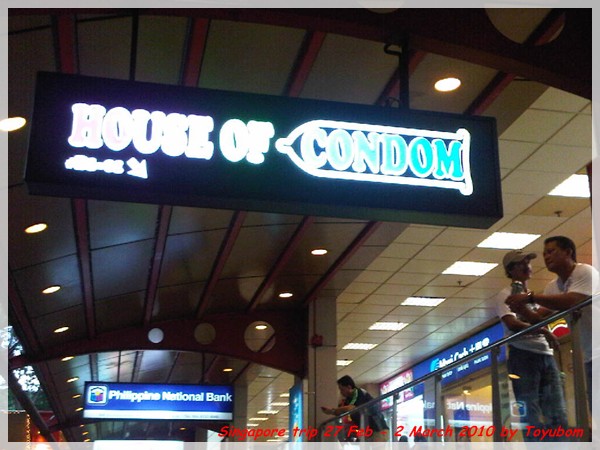 HOUSE OF CONDOM
Philippine National Bank
Singapore trip 27 Feb - 2 March 2010 by Toyubom